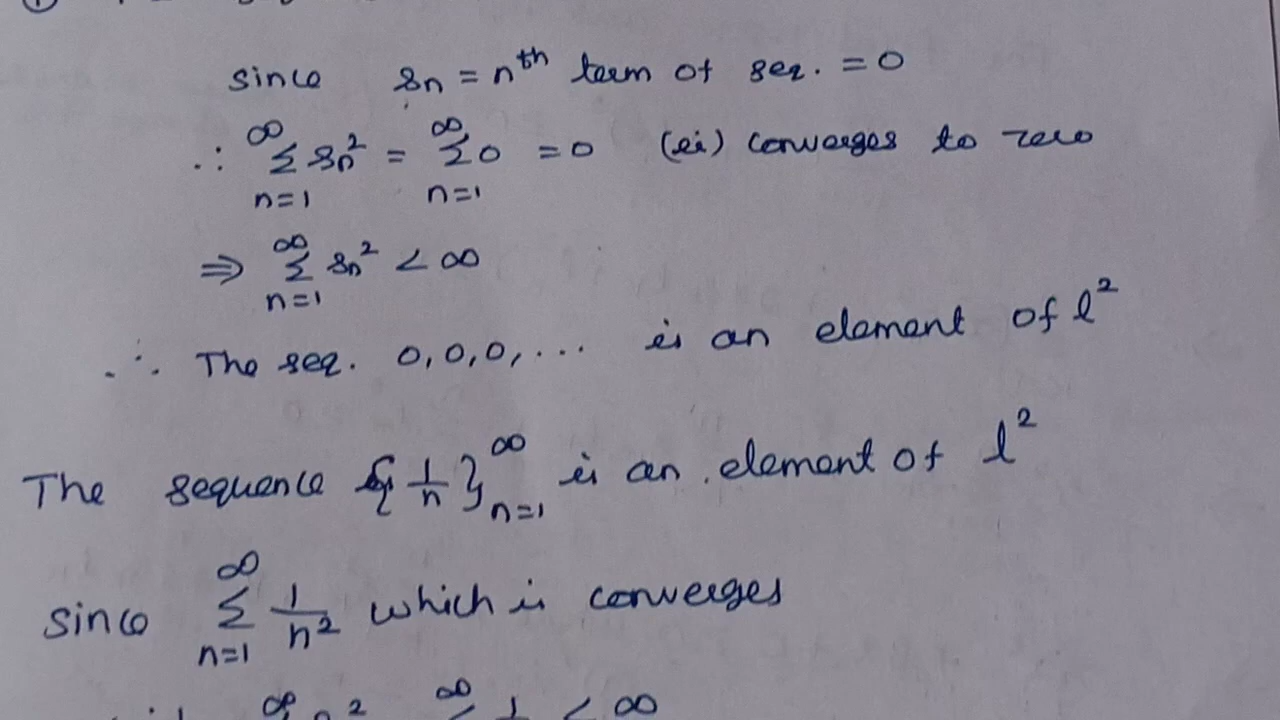 since sn = nth term of seq. = 0
∴ ∞∑n=1 sn² = ∞∑n=1 0 = 0 (ei) converges to zero
⇒ ∞∑n=1 sn² < ∞
∴ The seq. 0, 0, 0, ... is an element of l²
The sequence { 1/n }∞n=1 is an element of l²
since ∞∑n=1 1/n² which is converges